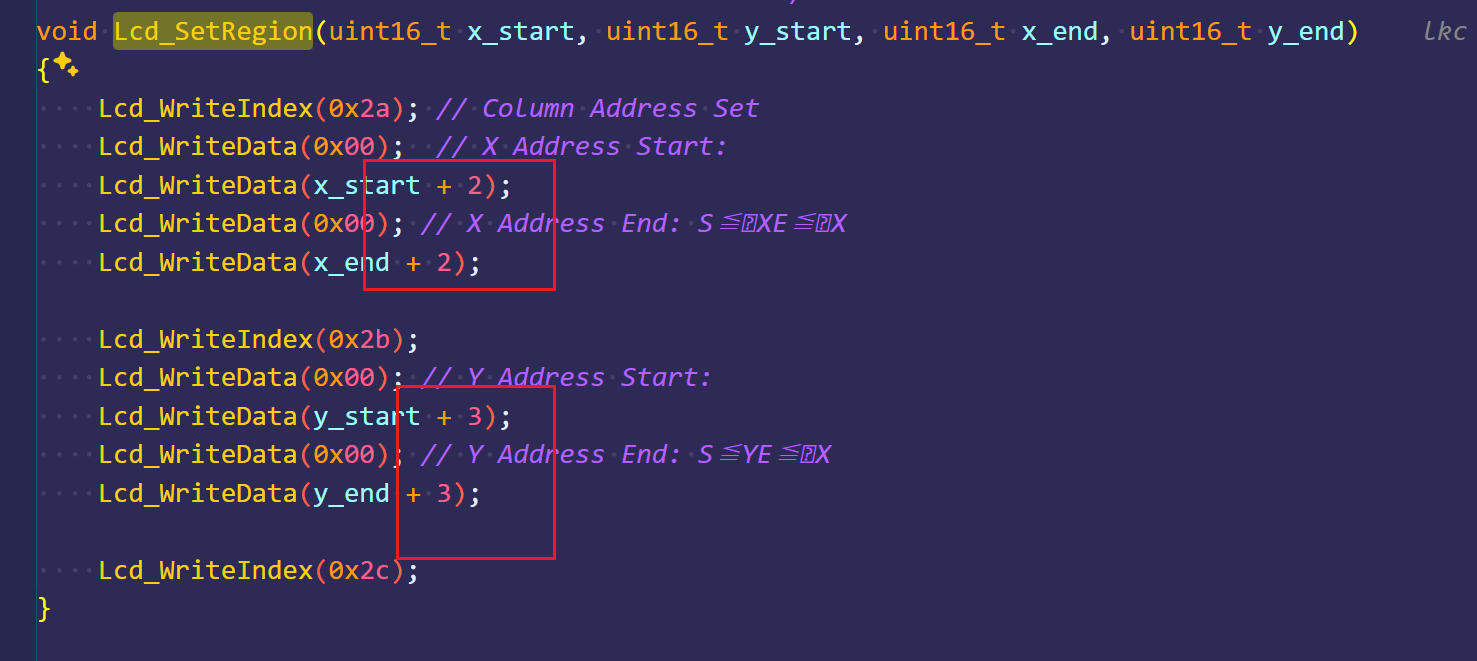 void Lcd_SetRegion(uint16_t x_start, uint16_t y_start, uint16_t x_end, uint16_t y_end) lkc
{
Lcd_WriteIndex(0x2a); // Column Address Set
Lcd_WriteData(0x00); // X Address Start:
Lcd_WriteData(x_start + 2);
Lcd_WriteData(0x00); // X Address End: S≦XE≦X
Lcd_WriteData(x_end + 2);
Lcd_WriteIndex(0x2b);
Lcd_WriteData(0x00); // Y Address Start:
Lcd_WriteData(y_start + 3);
Lcd_WriteData(0x00); // Y Address End: S≦YE≦X
Lcd_WriteData(y_end + 3);
Lcd_WriteIndex(0x2c);
}